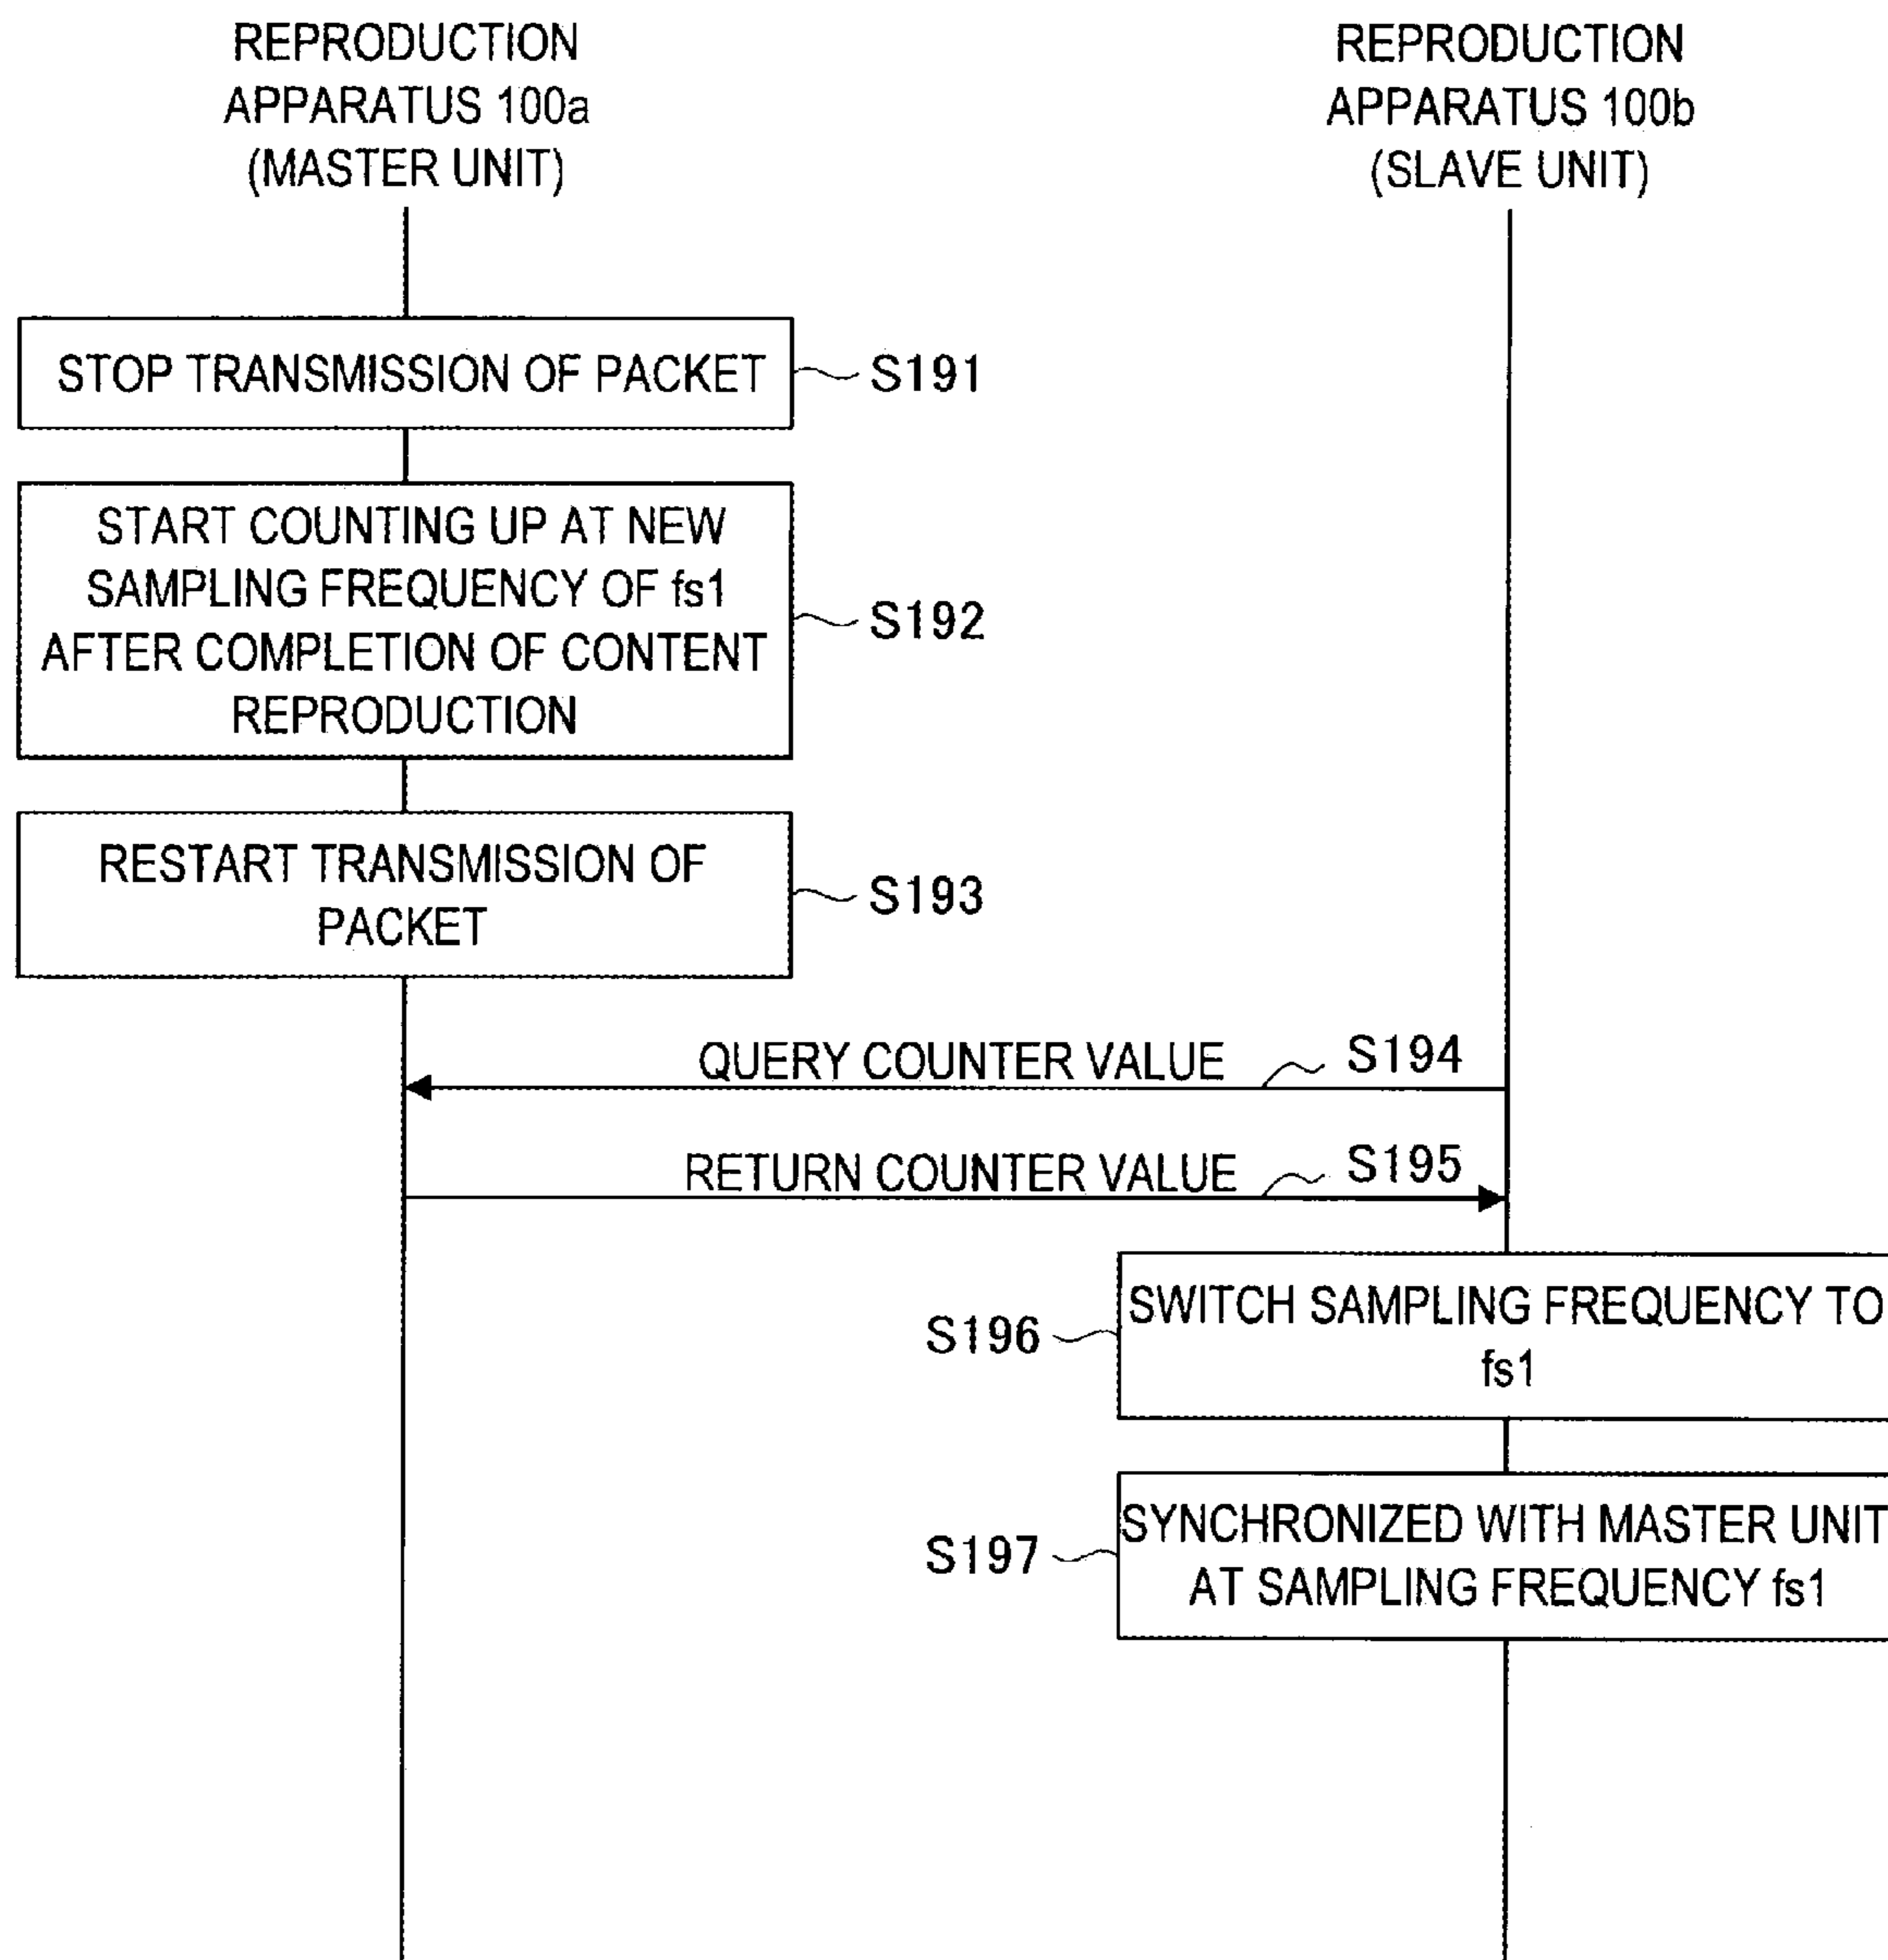 REPRODUCTION
APPARATUS 100a
(MASTER UNIT)
REPRODUCTION
APPARATUS 100b
(SLAVE UNIT)
STOP TRANSMISSION OF PACKET
S191
START COUNTING UP AT NEW
SAMPLING FREQUENCY OF fs1
AFTER COMPLETION OF CONTENT
REPRODUCTION
S192
RESTART TRANSMISSION OF
PACKET
S193
QUERY COUNTER VALUE
S194
RETURN COUNTER VALUE
S195
S196
SWITCH SAMPLING FREQUENCY TO
fs1
S197
SYNCHRONIZED WITH MASTER UNIT
AT SAMPLING FREQUENCY fs1